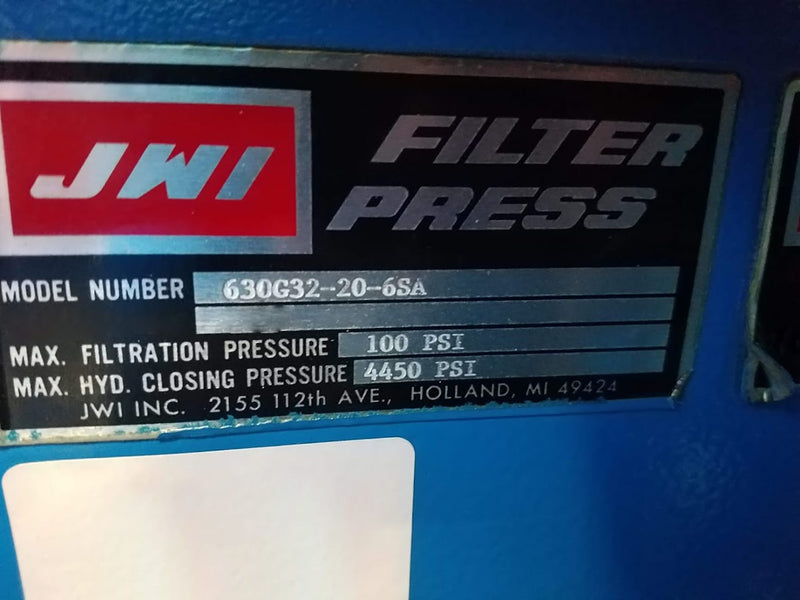 JWI
FILTER
PRESS
MODEL NUMBER 630G32-20-6SA
MAX. FILTRATION PRESSURE 100 PSI
MAX. HYD. CLOSING PRESSURE 4450 PSI
JWI INC. 2155 112th AVE., HOLLAND, MI 49424